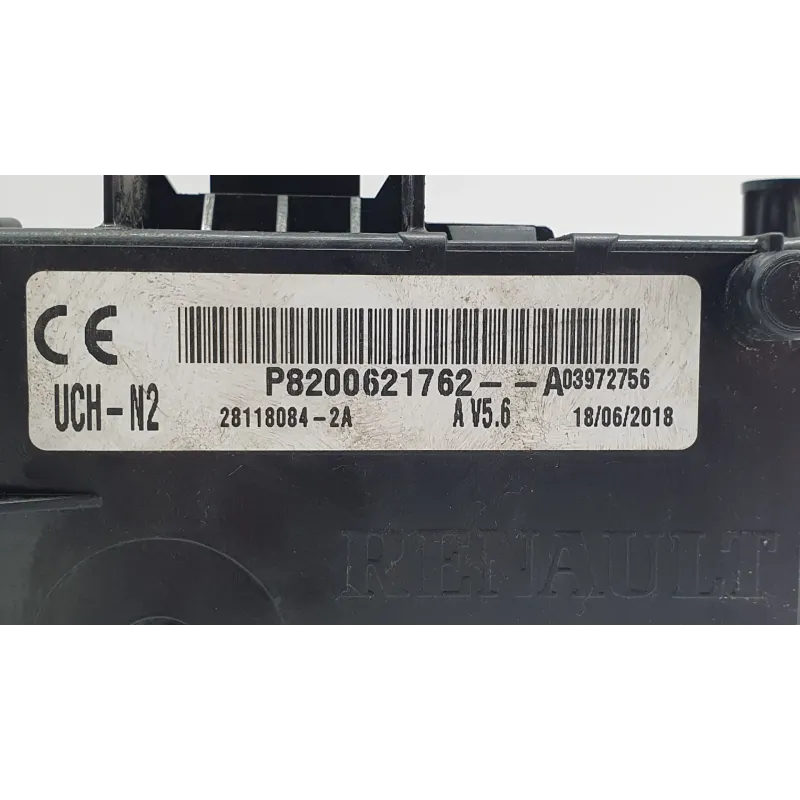 CE
P8200621762--A03972756
UCH-N2 28118084-2A A V5.6 18/06/2018
RENAULT